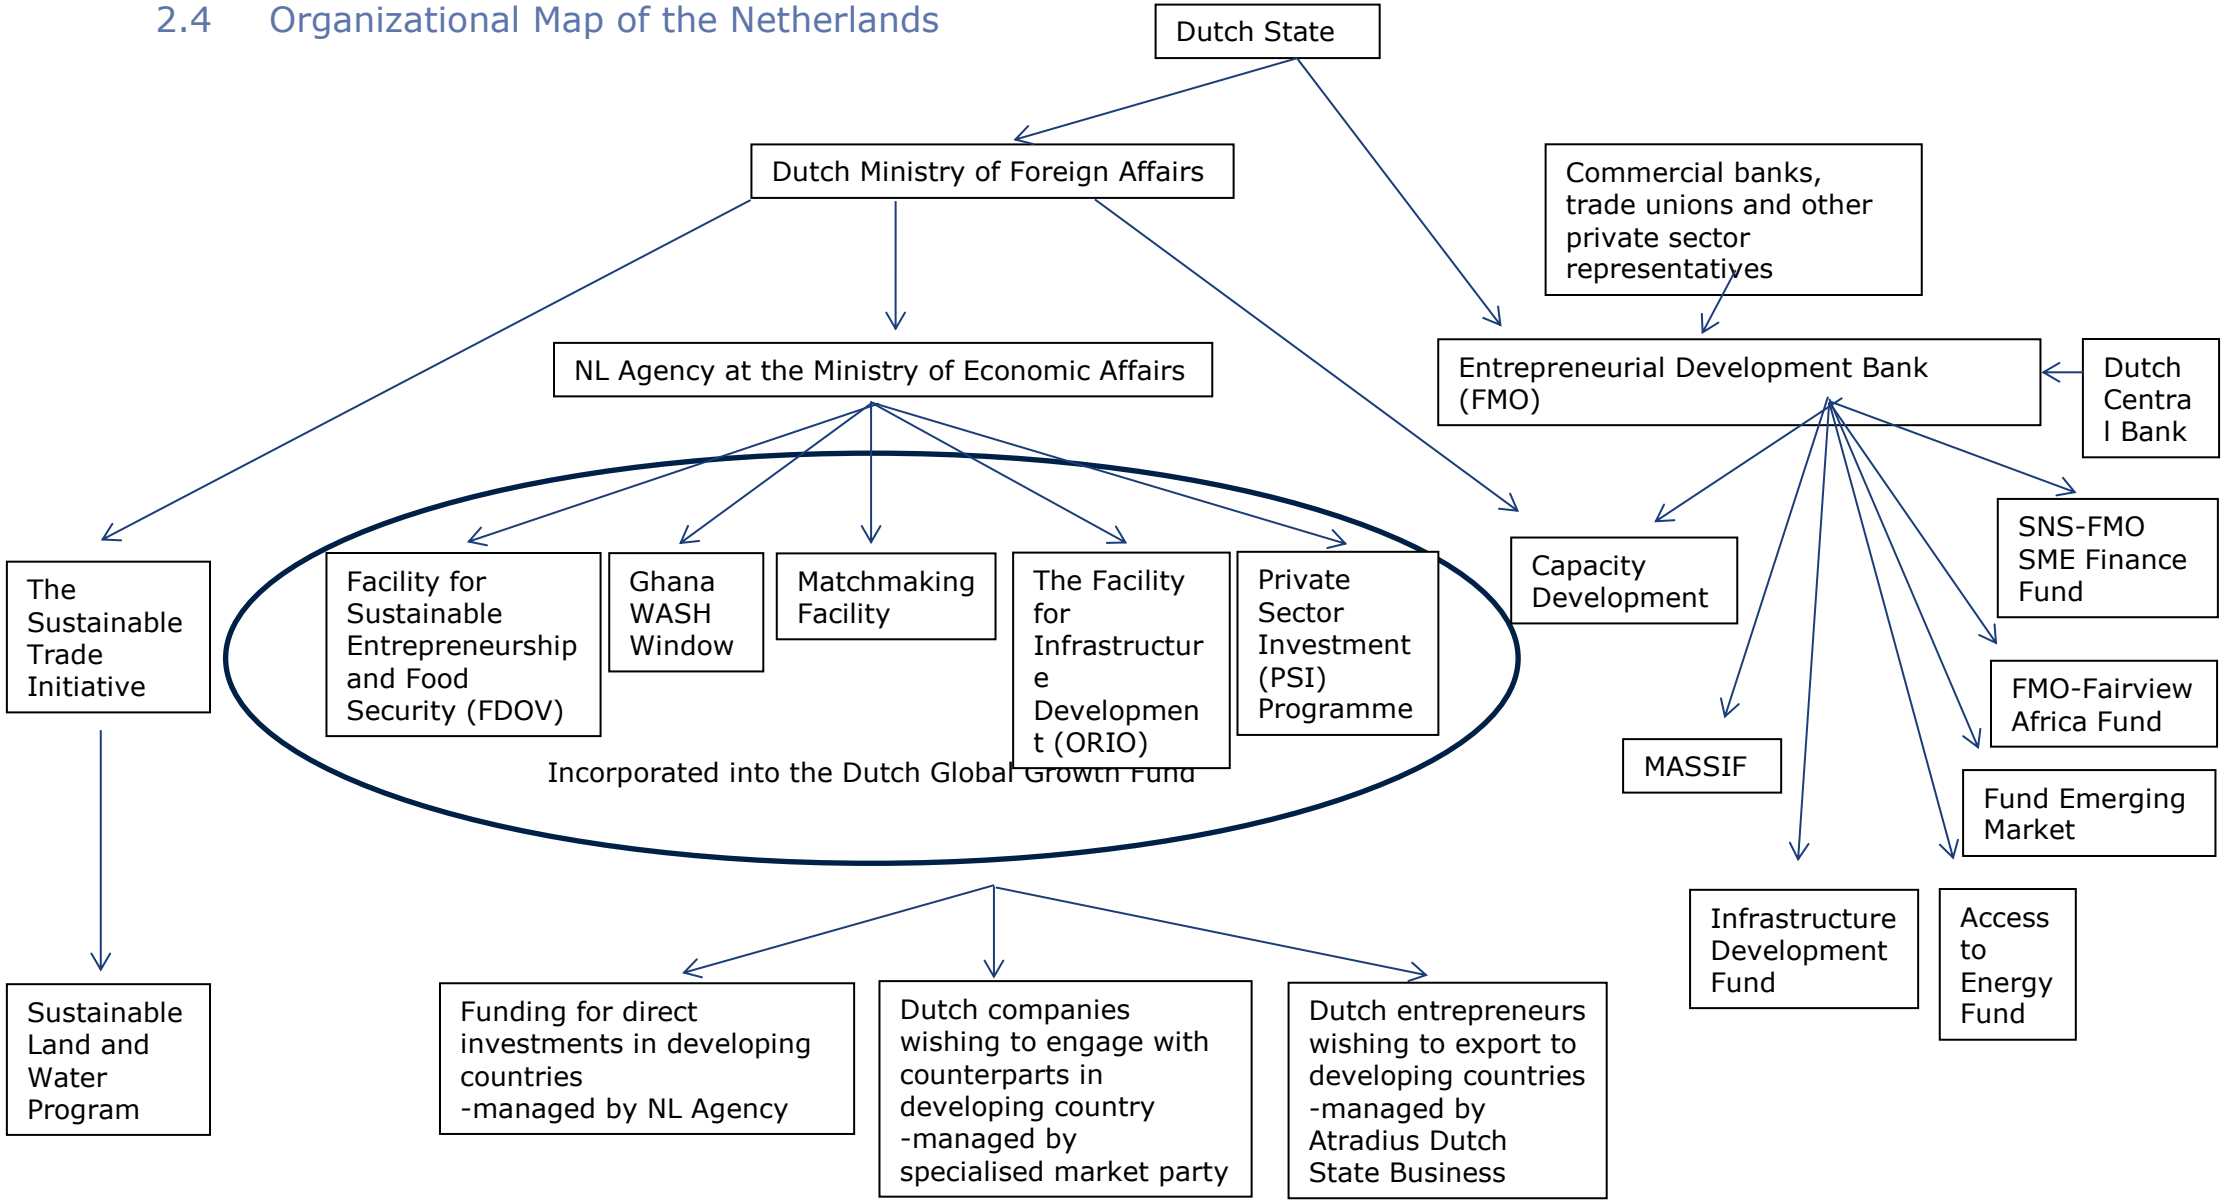 2.4 Organizational Map of the Netherlands
Dutch State
Dutch Ministry of Foreign Affairs
Commercial banks,
trade unions and other
private sector
representatives
NL Agency at the Ministry of Economic Affairs
Entrepreneurial Development Bank
(FMO)
Dutch
Centra
l Bank
The
Sustainable
Trade
Initiative
Facility for
Sustainable
Entrepreneurship
and Food
Security (FDOV)
Ghana
WASH
Window
Matchmaking
Facility
The Facility
for
Infrastructur
e
Developmen
t (ORIO)
Private
Sector
Investment
(PSI)
Programme
Incorporated into the Dutch Global Growth Fund
Capacity
Development
SNS-FMO
SME Finance
Fund
FMO-Fairview
Africa Fund
MASSIF
Fund Emerging
Market
Infrastructure
Development
Fund
Access
to
Energy
Fund
Sustainable
Land and
Water
Program
Funding for direct
investments in developing
countries
-managed by NL Agency
Dutch companies
wishing to engage with
counterparts in
developing country
-managed by
specialised market party
Dutch entrepreneurs
wishing to export to
developing countries
-managed by
Atradius Dutch
State Business